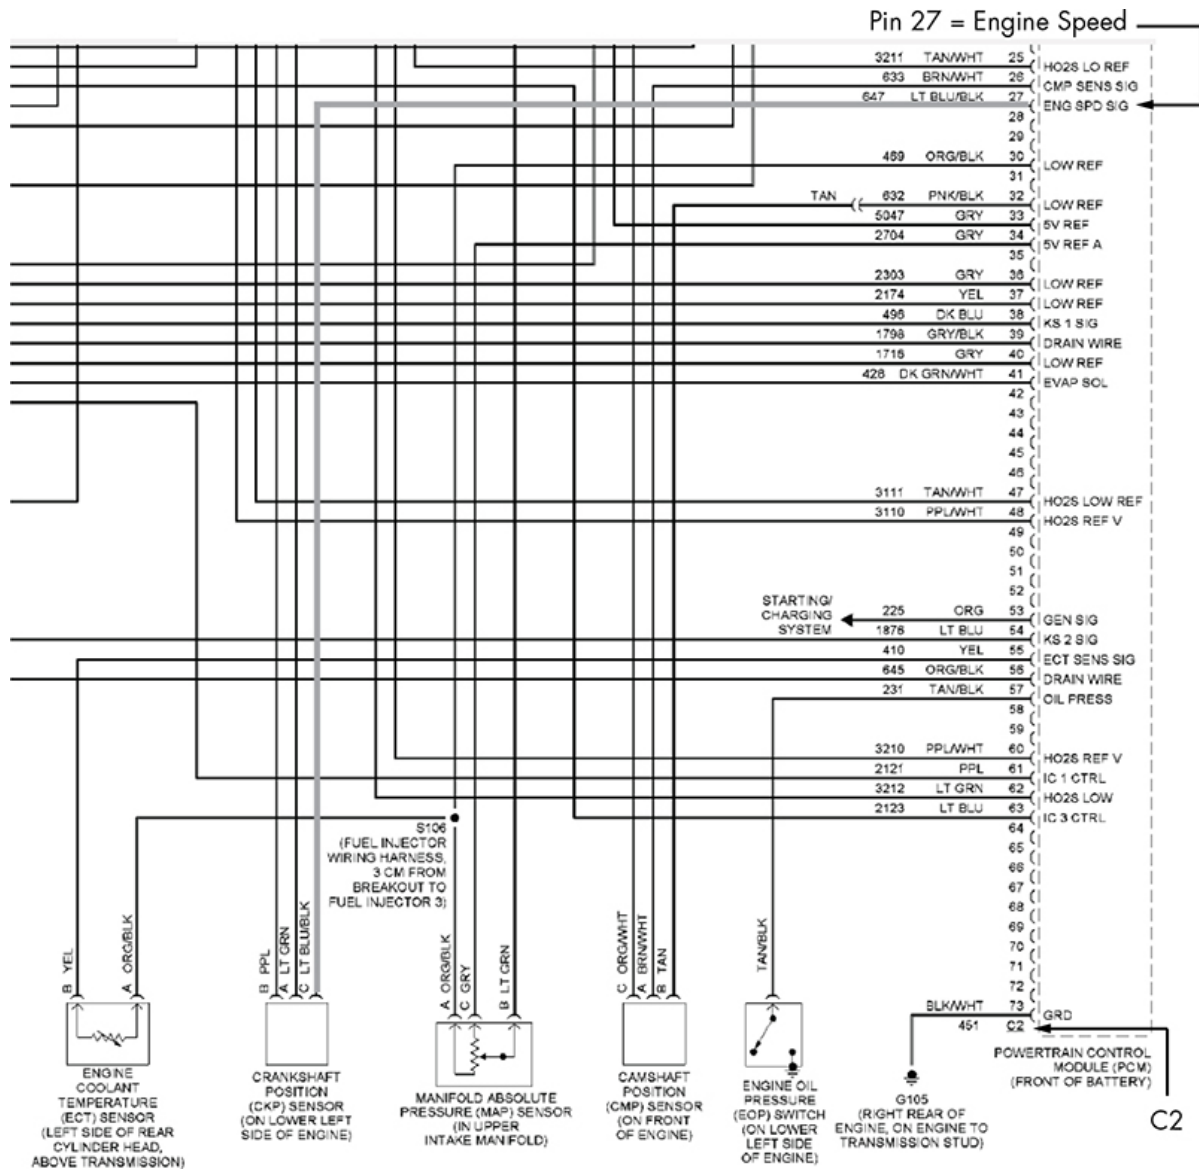 Pin 27 = Engine Speed
3211 TAN/WHT 25 HO2S LO REF
633 BRN/WHT 26 CMP SENS SIG
647 LT BLU/BLK 27 ENG SPD SIG
28
29
469 ORG/BLK 30 LOW REF
31
TAN 632 PNK/BLK 32 LOW REF
5047 GRY 33 5V REF
2704 GRY 34 5V REF A
35
2303 GRY 36 LOW REF
2174 YEL 37 LOW REF
496 DK BLU 38 KS 1 SIG
1798 GRY/BLK 39 DRAIN WIRE
1716 GRY 40 LOW REF
428 DK GRN/WHT 41 EVAP SOL
42
43
44
45
46
3111 TAN/WHT 47 HO2S LOW REF
3110 PPL/WHT 48 HO2S REF V
49
50
51
52
STARTING/
CHARGING
SYSTEM
225 ORG 53 GEN SIG
1876 LT BLU 54 KS 2 SIG
410 YEL 55 ECT SENS SIG
645 ORG/BLK 56 DRAIN WIRE
231 TAN/BLK 57 OIL PRESS
58
59
3210 PPL/WHT 60 HO2S REF V
2121 PPL 61 IC 1 CTRL
3212 LT GRN 62 HO2S LOW
2123 LT BLU 63 IC 3 CTRL
64
65
66
67
68
69
70
71
72
BLK/WHT 73 GRD
451 C2
S106
(FUEL INJECTOR
WIRING HARNESS,
3 CM FROM
BREAKOUT TO
FUEL INJECTOR 3)
B YEL
A ORG/BLK
B PPL
A LT GRN
C LT BLU/BLK
A ORG/BLK
C GRY
B LT GRN
C ORG/WHT
A BRN/WHT
B TAN
TAN/BLK
ENGINE
COOLANT
TEMPERATURE
(ECT) SENSOR
(LEFT SIDE OF REAR
CYLINDER HEAD,
ABOVE TRANSMISSION)
CRANKSHAFT
POSITION
(CKP) SENSOR
(ON LOWER LEFT
SIDE OF ENGINE)
MANIFOLD ABSOLUTE
PRESSURE (MAP) SENSOR
(IN UPPER
INTAKE MANIFOLD)
CAMSHAFT
POSITION
(CMP) SENSOR
(ON FRONT
OF ENGINE)
ENGINE OIL
PRESSURE
(EOP) SWITCH
(ON LOWER
LEFT SIDE
OF ENGINE)
G105
(RIGHT REAR OF
ENGINE, ON ENGINE TO
TRANSMISSION STUD)
POWERTRAIN CONTROL
MODULE (PCM)
(FRONT OF BATTERY)
C2